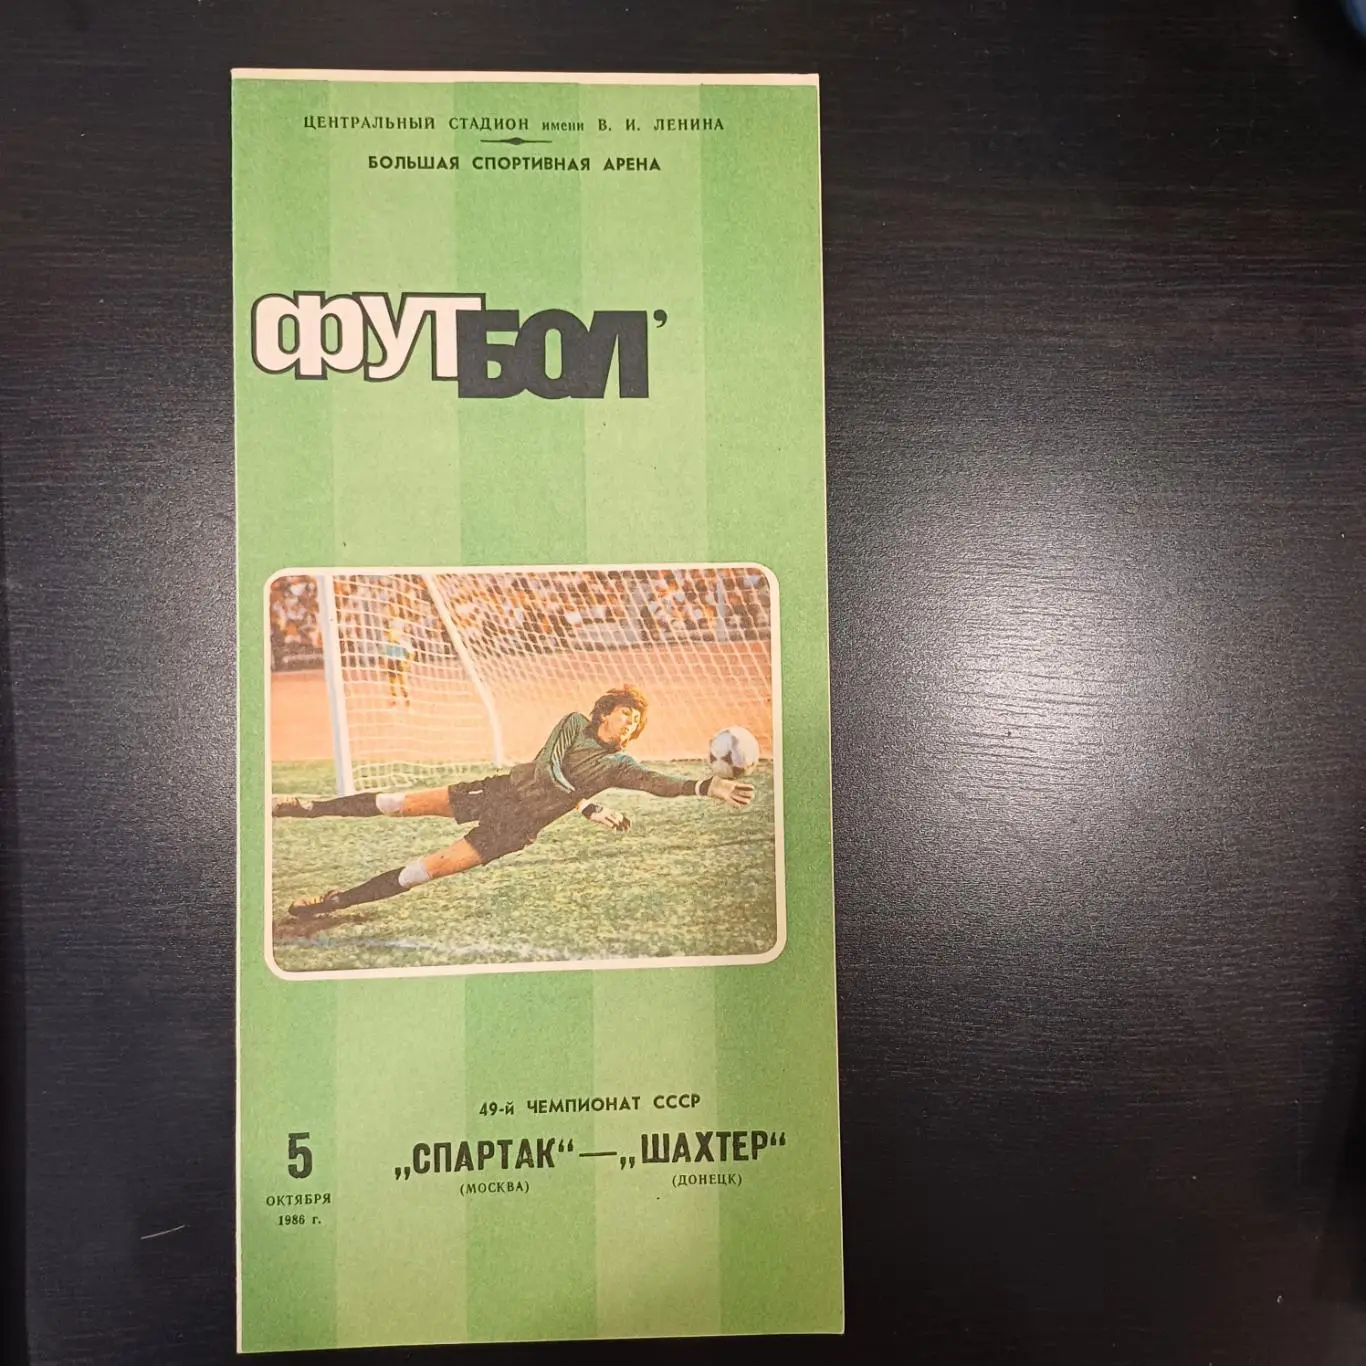 ЦЕНТРАЛЬНЫЙ СТАДИОН имени В. И. ЛЕНИНА
БОЛЬШАЯ СПОРТИВНАЯ АРЕНА
ФУТБОЛ’
49-й ЧЕМПИОНАТ СССР
5 „СПАРТАК“—„ШАХТЕР“
(МОСКВА) (ДОНЕЦК)
ОКТЯБРЯ
1986 г.